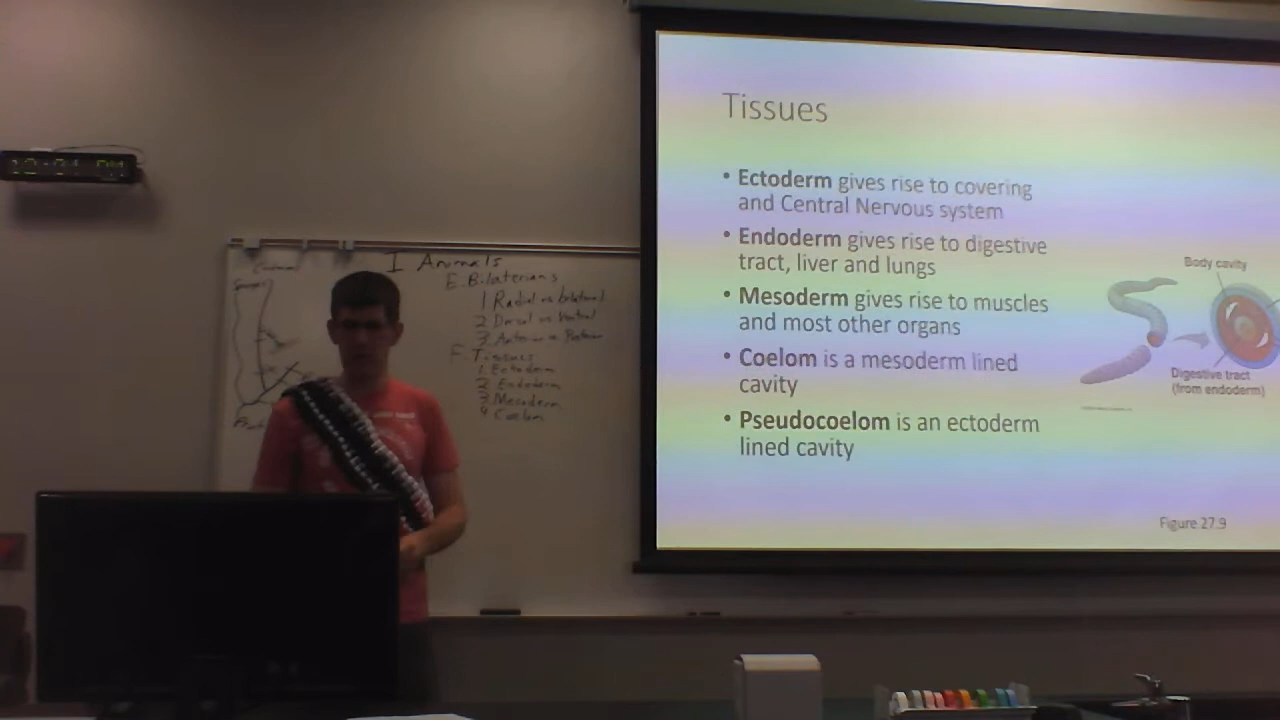 12:31 PM
I Animals
E. Bilaterians
1 Radial vs bilateral
2 Dorsal vs Ventral
3. Anterior vs Posterior
F. Tissues
1. Ectoderm
2 Endoderm
3 Mesoderm
4 Coelom
Tissues
• Ectoderm gives rise to covering
and Central Nervous system
• Endoderm gives rise to digestive
tract, liver and lungs
• Mesoderm gives rise to muscles
and most other organs
• Coelom is a mesoderm lined
cavity
• Pseudocoelom is an ectoderm
lined cavity
Body cavity
Digestive tract
(from endoderm)
Figure 27.9